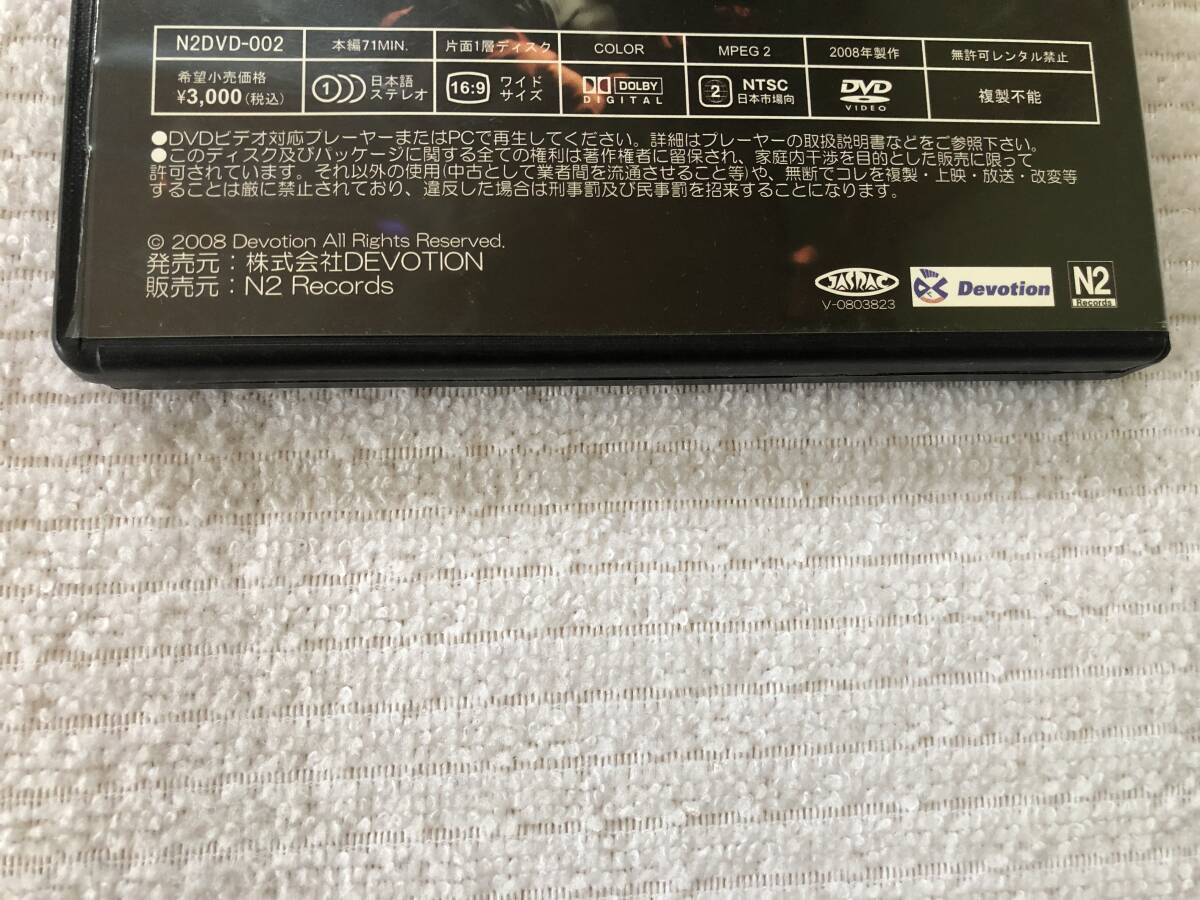 N2DVD-002 本編71MIN. 片面1層ディスク COLOR MPEG 2 2008年製作 無許可レンタル禁止
希望小売価格 日本語 ワイド DOLBY NTSC DVD 複製不能
¥3,000(税込) 1 ステレオ 16:9 サイズ DIGITAL 2 日本市場向 VIDEO
●DVDビデオ対応プレーヤーまたはPCで再生してください。詳細はプレーヤーの取扱説明書などをご参照下さい。
●このディスク及びパッケージに関する全ての権利は著作権者に留保され、家庭内干渉を目的とした販売に限って
許可されています。それ以外の使用(中古として業者間を流通させること等)や、無断でコレを複製・上映・放送・改変等
することは厳に禁止されており、違反した場合は刑事罰及び民事罰を招来することになります。
© 2008 Devotion All Rights Reserved.
発売元：株式会社DEVOTION
販売元：N2 Records
JASRAC
V-0803823
Devotion
N2
Records